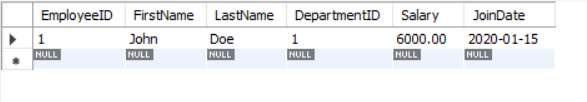 EmployeeID FirstName LastName DepartmentID Salary JoinDate
1 John Doe 1 6000.00 2020-01-15
NULL NULL NULL NULL NULL NULL